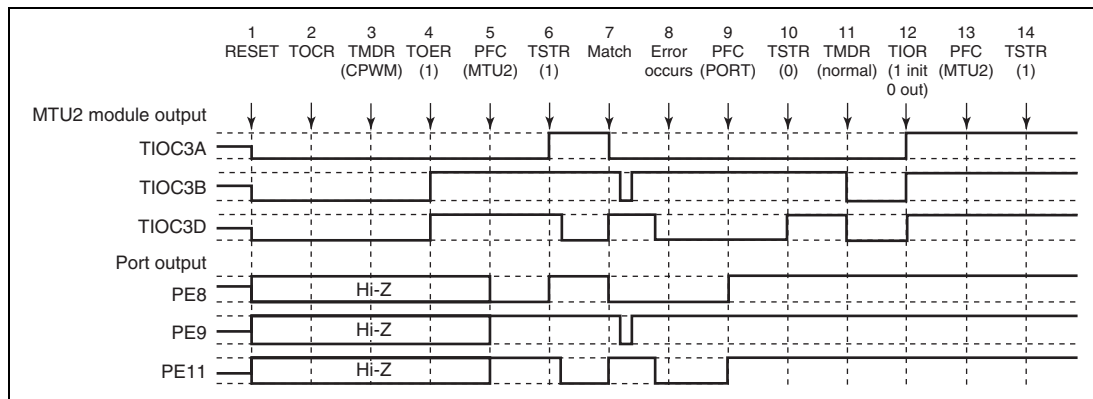 1 2 3 4 5 6 7 8 9 10 11 12 13 14
RESET TOCR TMDR TOER PFC TSTR Match Error PFC TSTR TMDR TIOR PFC TSTR
(CPWM) (1) (MTU2) (1) occurs (PORT) (0) (normal) (1 init (MTU2) (1)
0 out)
MTU2 module output
TIOC3A
TIOC3B
TIOC3D
Port output
PE8 Hi-Z
PE9 Hi-Z
PE11 Hi-Z